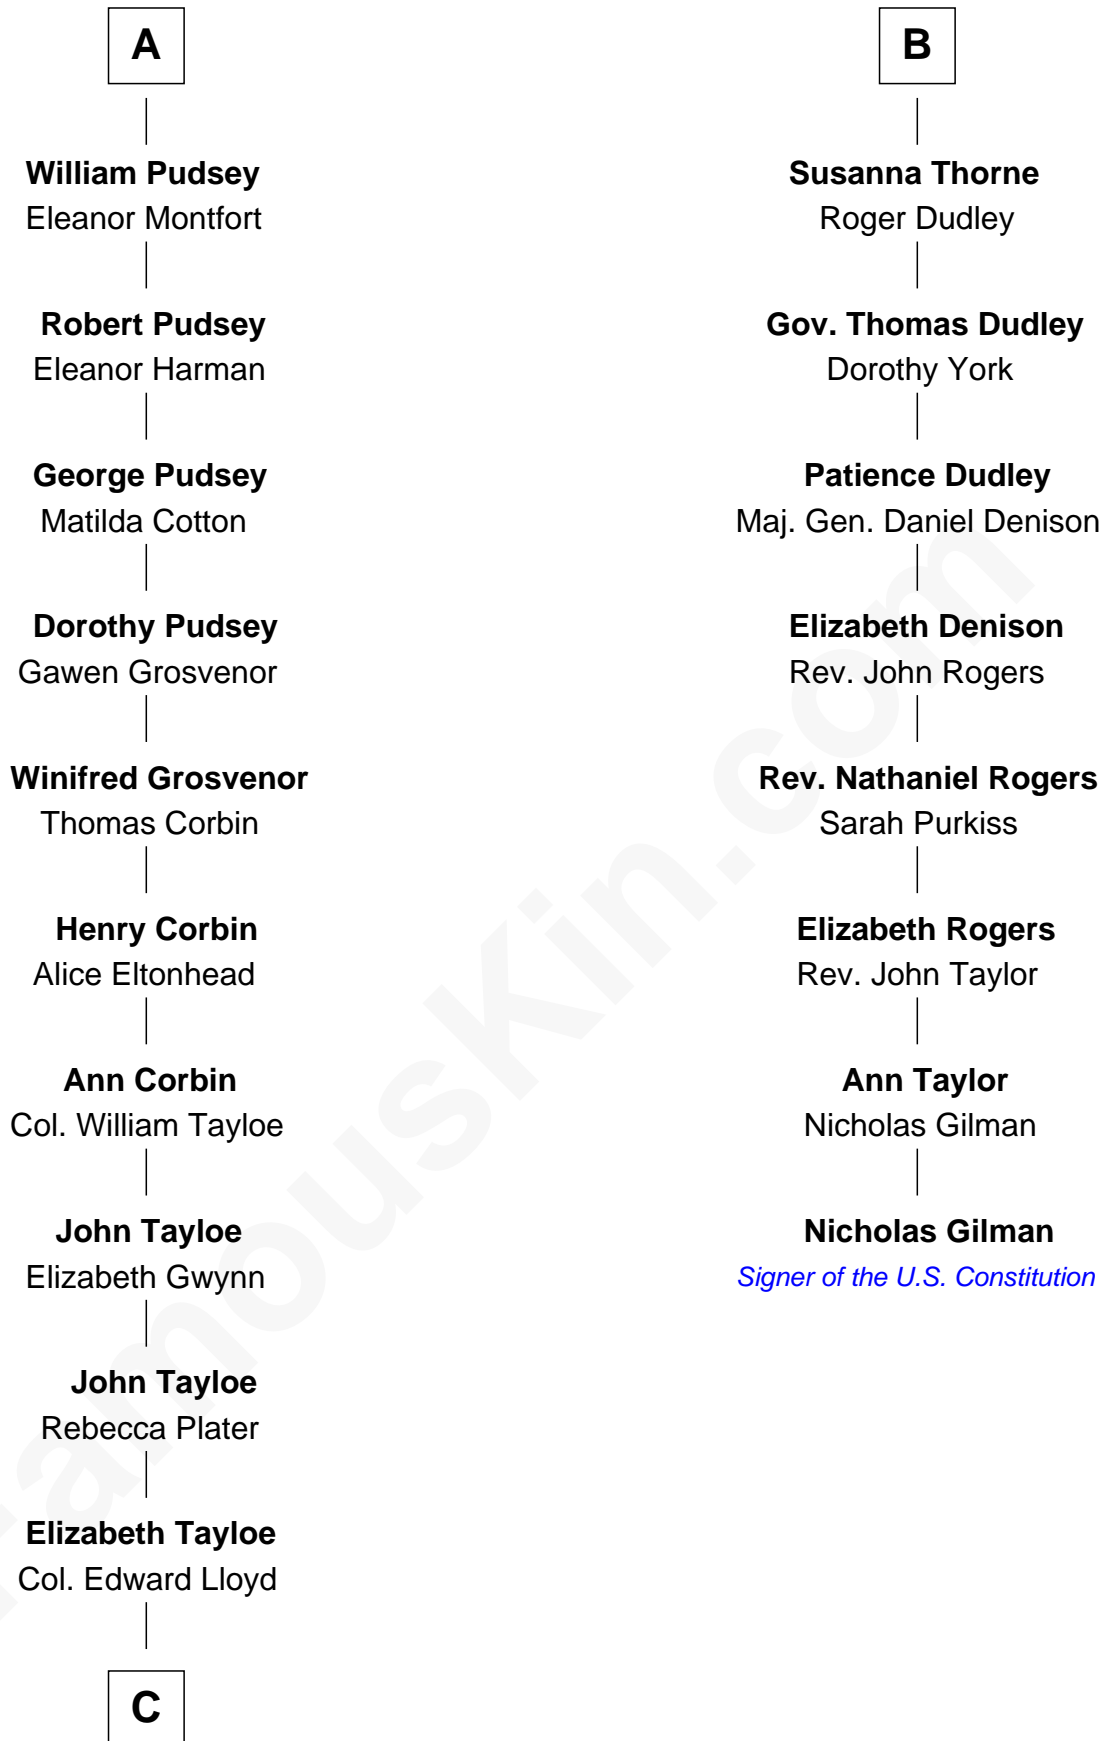 A
William Pudsey
Eleanor Montfort
Robert Pudsey
Eleanor Harman
George Pudsey
Matilda Cotton
Dorothy Pudsey
Gawen Grosvenor
Winifred Grosvenor
Thomas Corbin
Henry Corbin
Alice Eltonhead
Ann Corbin
Col. William Tayloe
John Tayloe
Elizabeth Gwynn
John Tayloe
Rebecca Plater
Elizabeth Tayloe
Col. Edward Lloyd
C
B
Susanna Thorne
Roger Dudley
Gov. Thomas Dudley
Dorothy York
Patience Dudley
Maj. Gen. Daniel Denison
Elizabeth Denison
Rev. John Rogers
Rev. Nathaniel Rogers
Sarah Purkiss
Elizabeth Rogers
Rev. John Taylor
Ann Taylor
Nicholas Gilman
Nicholas Gilman
Signer of the U.S. Constitution
FamousKin.com